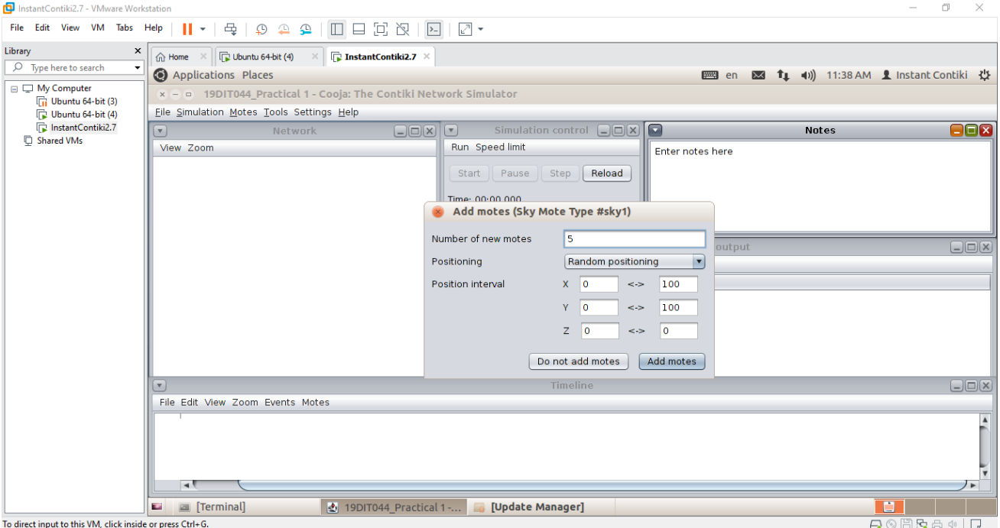 InstantContiki2.7 - VMware Workstation
File Edit View VM Tabs Help
Library
Type here to search
My Computer
Ubuntu 64-bit (3)
Ubuntu 64-bit (4)
InstantContiki2.7
Shared VMs
Home Ubuntu 64-bit (4) InstantContiki2.7
Applications Places en 11:38 AM Instant Contiki
19DIT044_Practical 1 - Cooja: The Contiki Network Simulator
File Simulation Motes Tools Settings Help
Network
View Zoom
Simulation control
Run Speed limit
Start Pause Step Reload
Time: 00:00.000
Notes
Enter notes here
Add motes (Sky Mote Type #sky1)
Number of new motes 5
Positioning Random positioning
Position interval X 0 <-> 100
Y 0 <-> 100
Z 0 <-> 0
Do not add motes Add motes
output
Timeline
File Edit View Zoom Events Motes
[Terminal] 19DIT044_Practical 1 -... [Update Manager]
To direct input to this VM, click inside or press Ctrl+G.